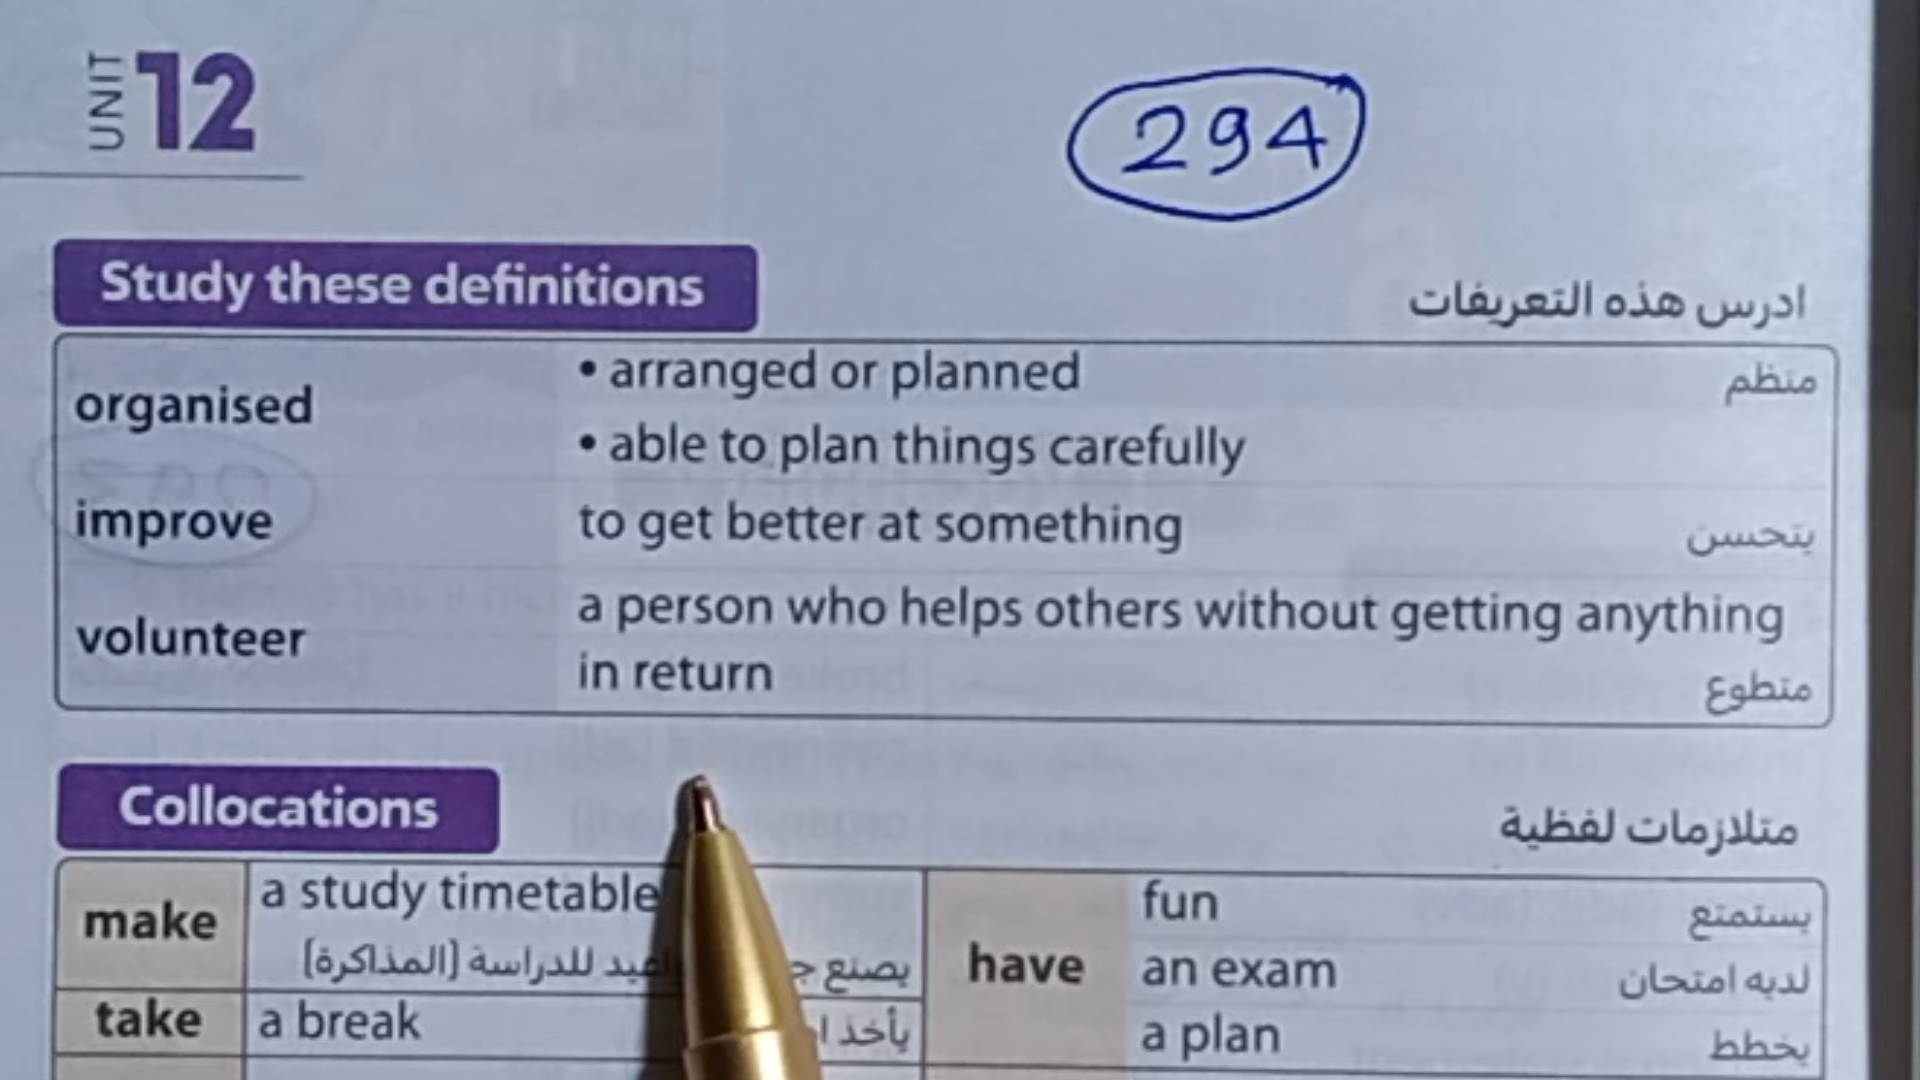 UNIT 12
294
Study these definitions ادرس هذه التعريفات
organised • arranged or planned منظم
• able to plan things carefully
improve to get better at something يتحسن
volunteer a person who helps others without getting anything
in return متطوع
Collocations متلازمات لفظية
make a study timetable
يصنع للدراسة (المذاكرة)
take a break يأخذ
have fun يستمتع
an exam لديه امتحان
a plan يخطط